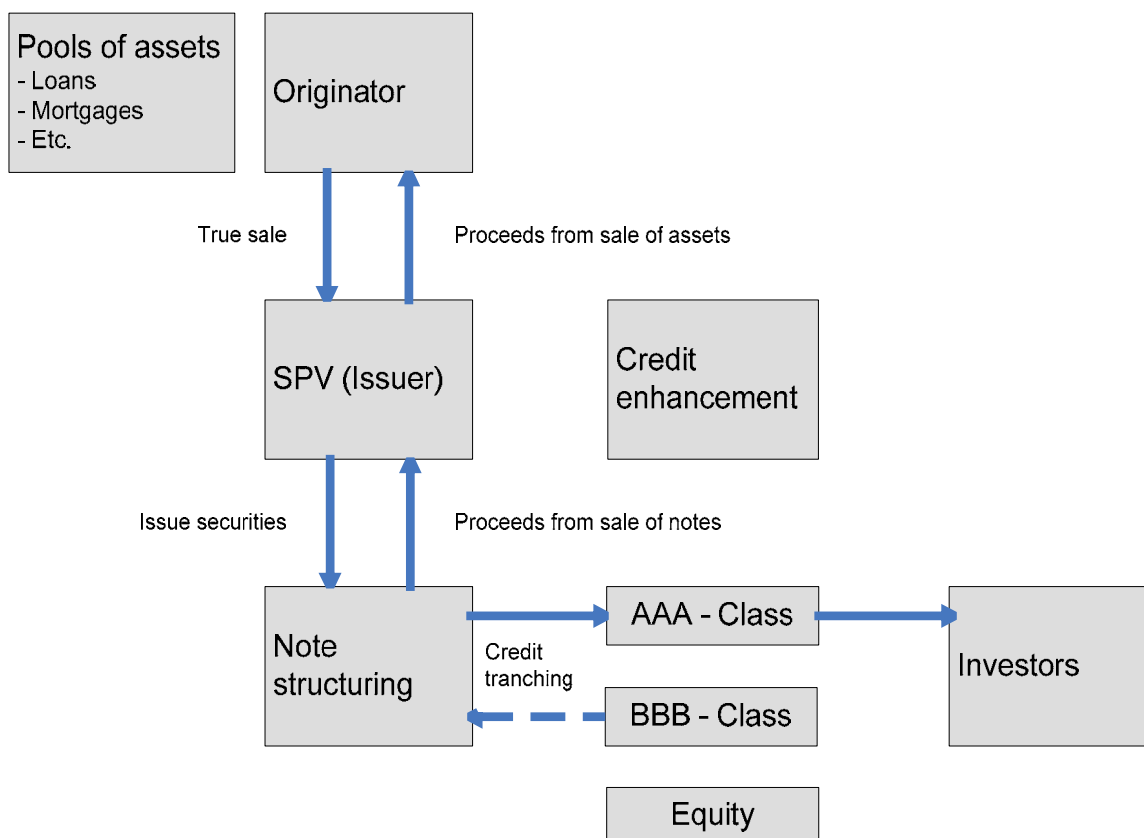 Pools of assets
- Loans
- Mortgages
- Etc.
Originator
True sale
Proceeds from sale of assets
SPV (Issuer)
Credit
enhancement
Issue securities
Proceeds from sale of notes
Note
structuring
Credit
tranching
AAA - Class
BBB - Class
Equity
Investors